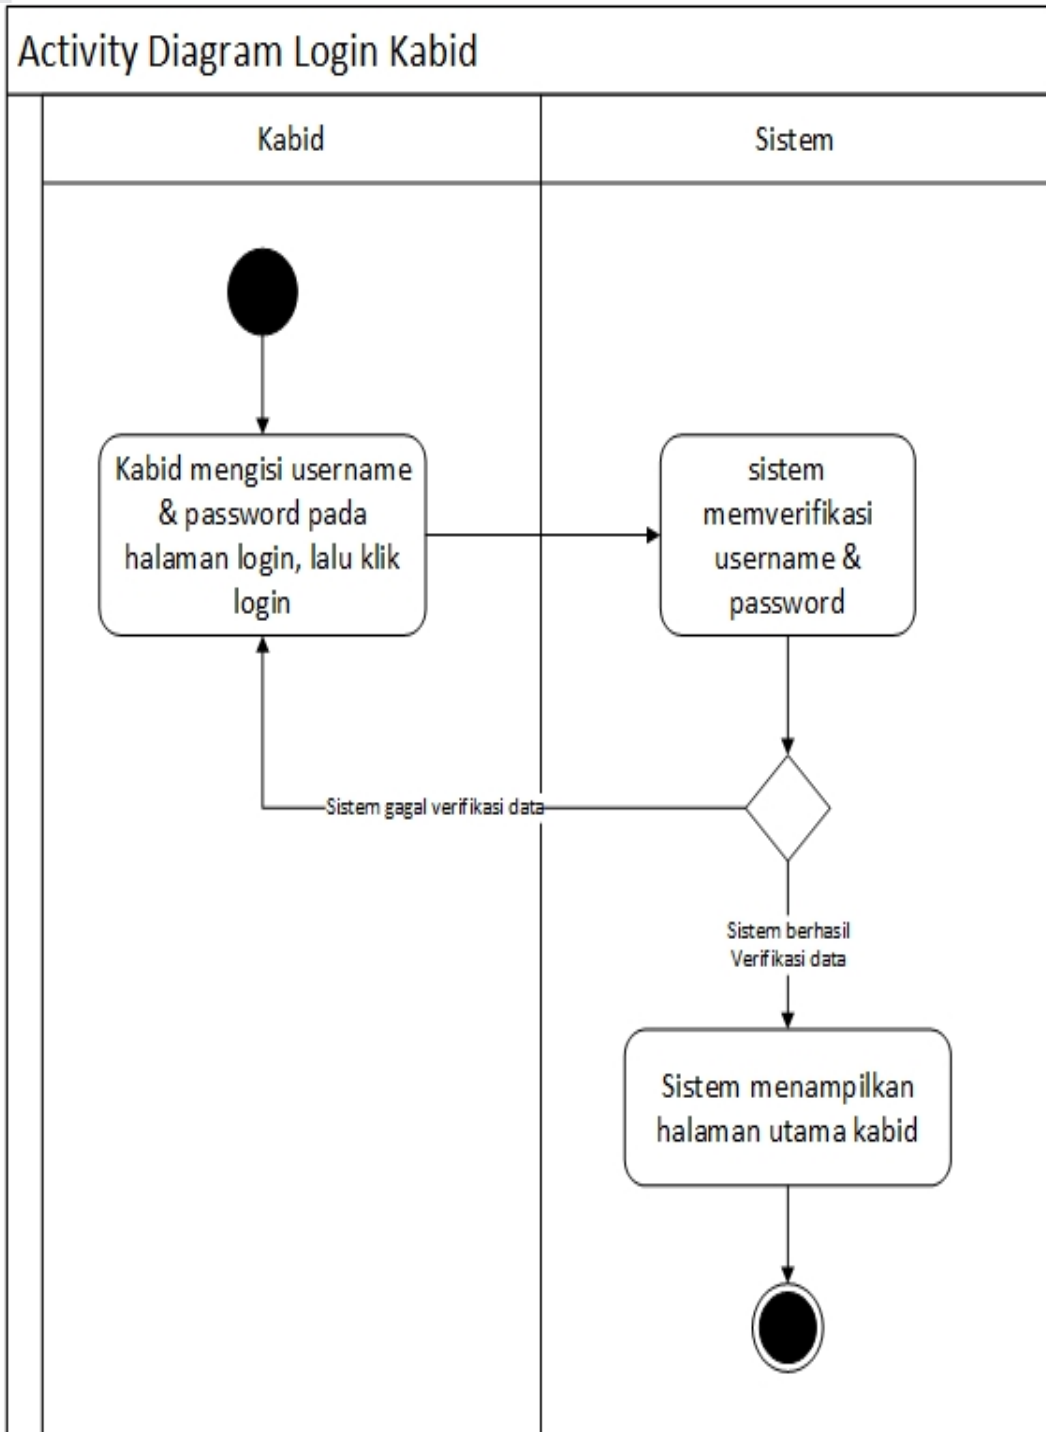 Activity Diagram Login Kabid
Kabid
Sistem
Kabid mengisi username
& password pada
halaman login, lalu klik
login
sistem
memverifikasi
username &
password
Sistem gagal verifikasi data
Sistem berhasil
Verifikasi data
Sistem menampilkan
halaman utama kabid